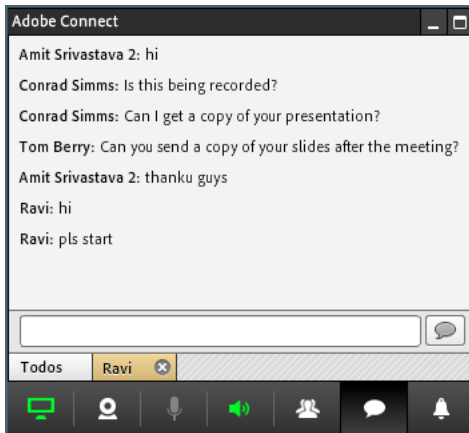 Adobe Connect
Amit Srivastava 2: hi
Conrad Simms: Is this being recorded?
Conrad Simms: Can I get a copy of your presentation?
Tom Berry: Can you send a copy of your slides after the meeting?
Amit Srivastava 2: thanku guys
Ravi: hi
Ravi: pls start
Todos
Ravi